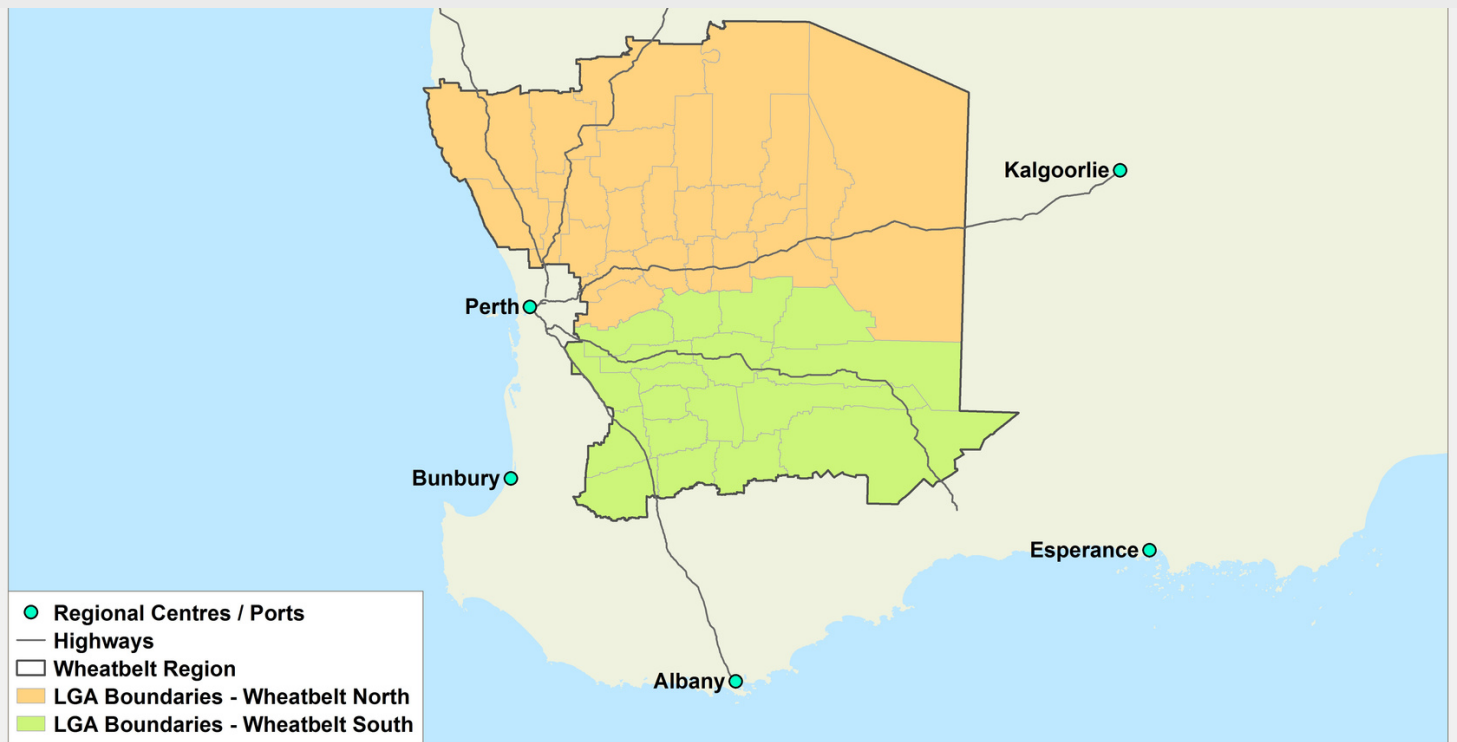 Kalgoorlie
Perth
Bunbury
Esperance
Albany
Regional Centres / Ports
Highways
Wheatbelt Region
LGA Boundaries - Wheatbelt North
LGA Boundaries - Wheatbelt South